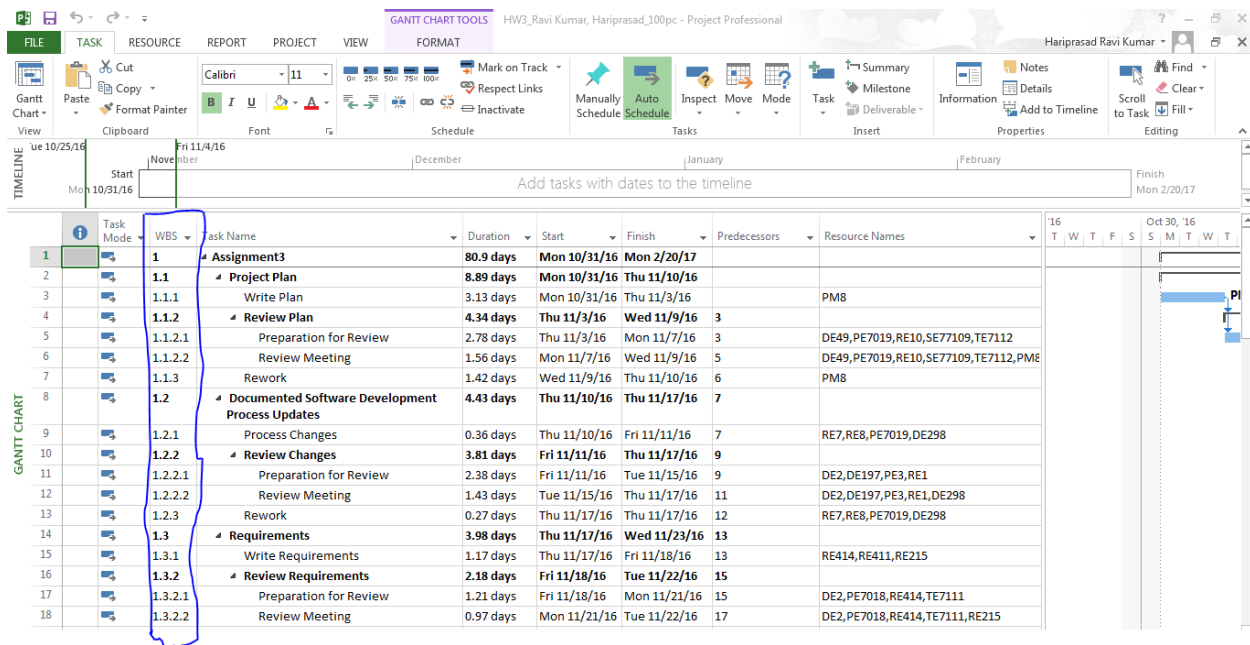 GANTT CHART TOOLS HW3_Ravi Kumar, Hariprasad_100pc - Project Professional
FILE TASK RESOURCE REPORT PROJECT VIEW FORMAT Hariprasad Ravi Kumar
Cut Calibri 11 0% 25% 50% 75% 100% Mark on Track Summary Notes Find
Copy Respect Links Milestone Details Clear
Gantt Chart Paste Format Painter B I U A Inactivate Manually Schedule Auto Schedule Inspect Move Mode Task Deliverable Information Add to Timeline Scroll to Task Fill
View Clipboard Font Schedule Tasks Insert Properties Editing
TIMELINE
ue 10/25/16 Fri 11/4/16
November December January February
Start Finish
Mon 10/31/16 Add tasks with dates to the timeline Mon 2/20/17
GANTT CHART
Task Mode WBS Task Name Duration Start Finish Predecessors Resource Names '16 Oct 30, '16
T W T F S S M T W T
1 1 Assignment3 80.9 days Mon 10/31/16 Mon 2/20/17
2 1.1 Project Plan 8.89 days Mon 10/31/16 Thu 11/10/16
3 1.1.1 Write Plan 3.13 days Mon 10/31/16 Thu 11/3/16 PM8
4 1.1.2 Review Plan 4.34 days Thu 11/3/16 Wed 11/9/16 3
5 1.1.2.1 Preparation for Review 2.78 days Thu 11/3/16 Mon 11/7/16 3 DE49,PE7019,RE10,SE77109,TE7112
6 1.1.2.2 Review Meeting 1.56 days Mon 11/7/16 Wed 11/9/16 5 DE49,PE7019,RE10,SE77109,TE7112,PM8
7 1.1.3 Rework 1.42 days Wed 11/9/16 Thu 11/10/16 6 PM8
8 1.2 Documented Software Development 4.43 days Thu 11/10/16 Thu 11/17/16 7
Process Updates
9 1.2.1 Process Changes 0.36 days Thu 11/10/16 Fri 11/11/16 7 RE7,RE8,PE7019,DE298
10 1.2.2 Review Changes 3.81 days Fri 11/11/16 Thu 11/17/16 9
11 1.2.2.1 Preparation for Review 2.38 days Fri 11/11/16 Tue 11/15/16 9 DE2,DE197,PE3,RE1
12 1.2.2.2 Review Meeting 1.43 days Tue 11/15/16 Thu 11/17/16 11 DE2,DE197,PE3,RE1,DE298
13 1.2.3 Rework 0.27 days Thu 11/17/16 Thu 11/17/16 12 RE7,RE8,PE7019,DE298
14 1.3 Requirements 3.98 days Thu 11/17/16 Wed 11/23/16 13
15 1.3.1 Write Requirements 1.17 days Thu 11/17/16 Fri 11/18/16 13 RE414,RE411,RE215
16 1.3.2 Review Requirements 2.18 days Fri 11/18/16 Tue 11/22/16 15
17 1.3.2.1 Preparation for Review 1.21 days Fri 11/18/16 Mon 11/21/16 15 DE2,PE7018,RE414,TE7111
18 1.3.2.2 Review Meeting 0.97 days Mon 11/21/16 Tue 11/22/16 17 DE2,PE7018,RE414,TE7111,RE215